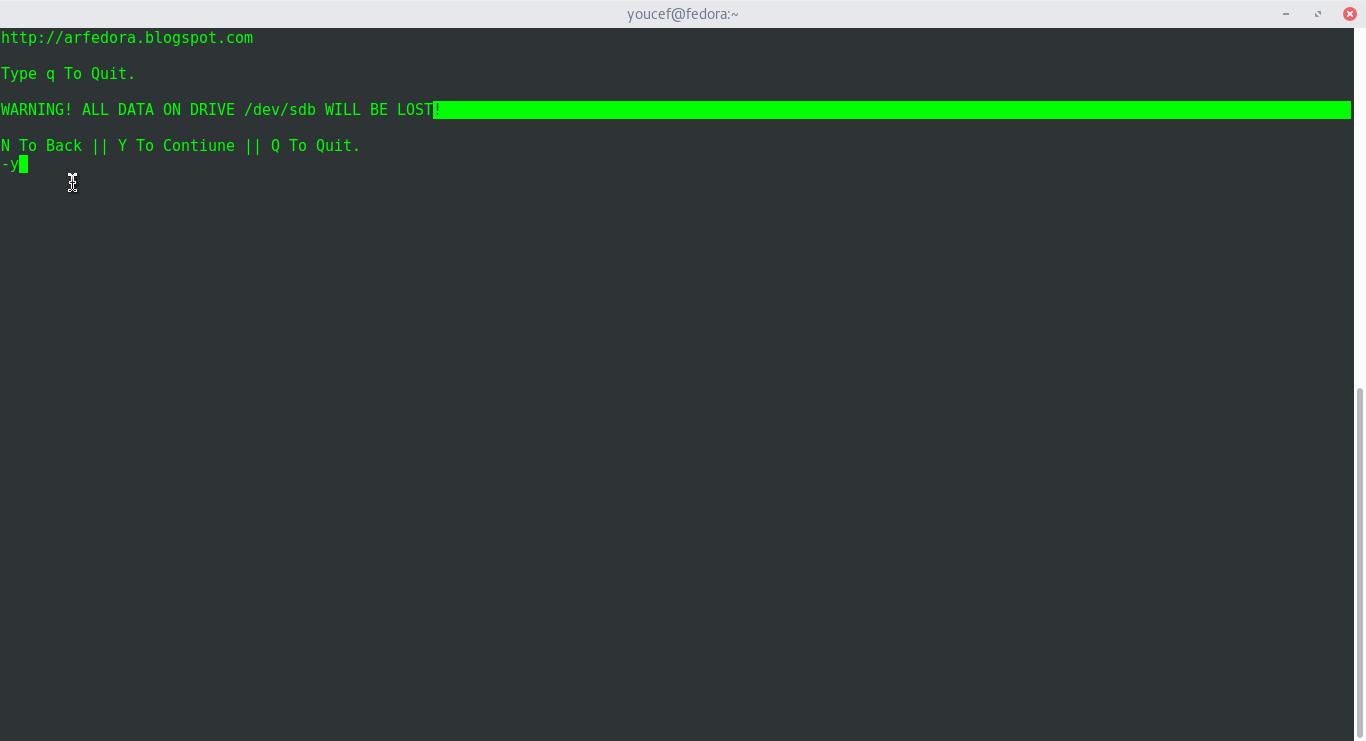 youcef@fedora:~
http://arfedora.blogspot.com
Type q To Quit.
WARNING! ALL DATA ON DRIVE /dev/sdb WILL BE LOST!
N To Back || Y To Contiune || Q To Quit.
-y